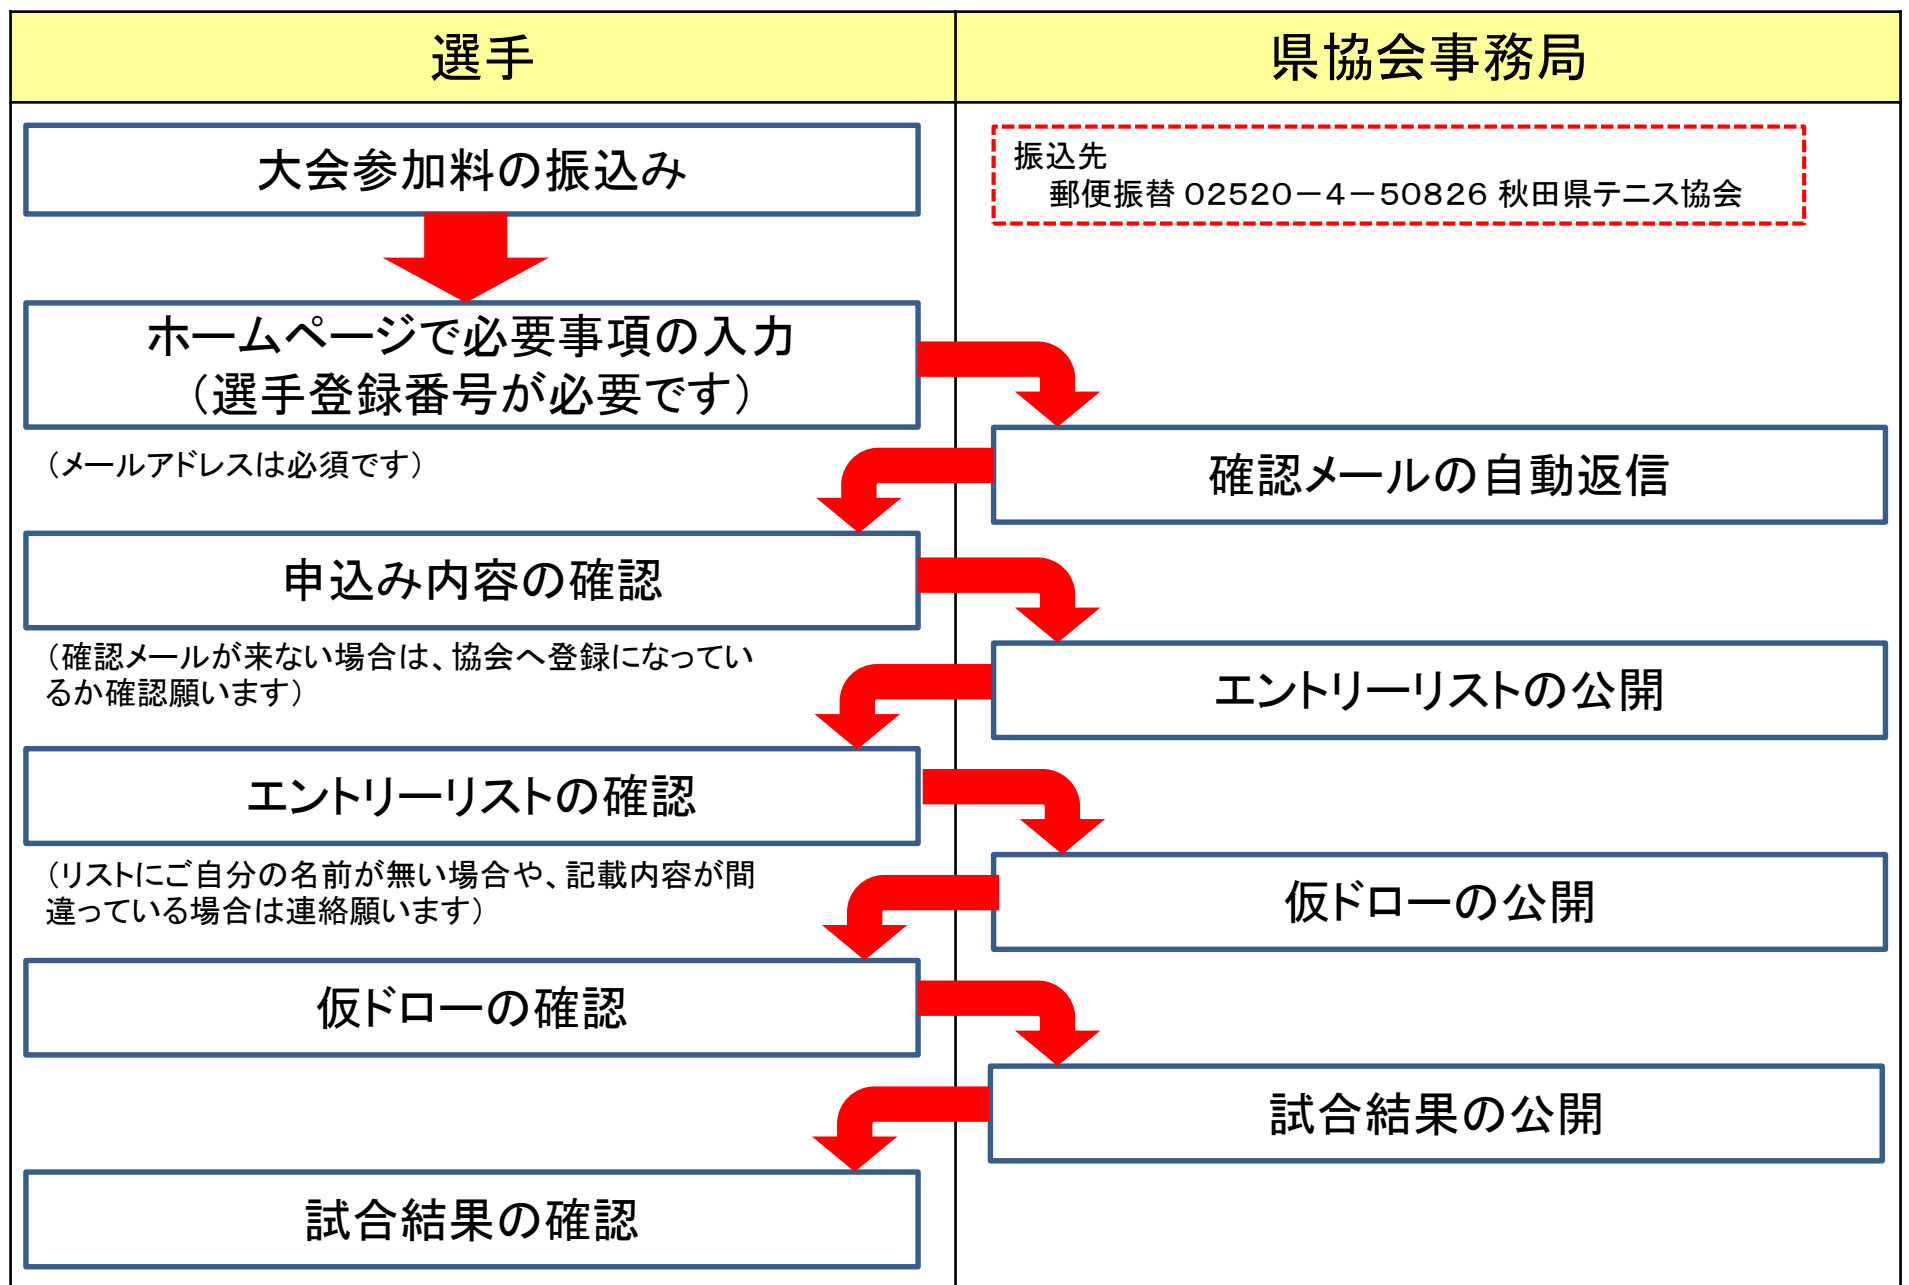 選手
県協会事務局
大会参加料の振込み
振込先
郵便振替 02520－4－50826 秋田県テニス協会
ホームページで必要事項の入力
（選手登録番号が必要です）
（メールアドレスは必須です）
確認メールの自動返信
申込み内容の確認
（確認メールが来ない場合は、協会へ登録になってい
るか確認願います）
エントリーリストの公開
エントリーリストの確認
（リストにご自分の名前が無い場合や、記載内容が間
違っている場合は連絡願います）
仮ドローの公開
仮ドローの確認
試合結果の公開
試合結果の確認